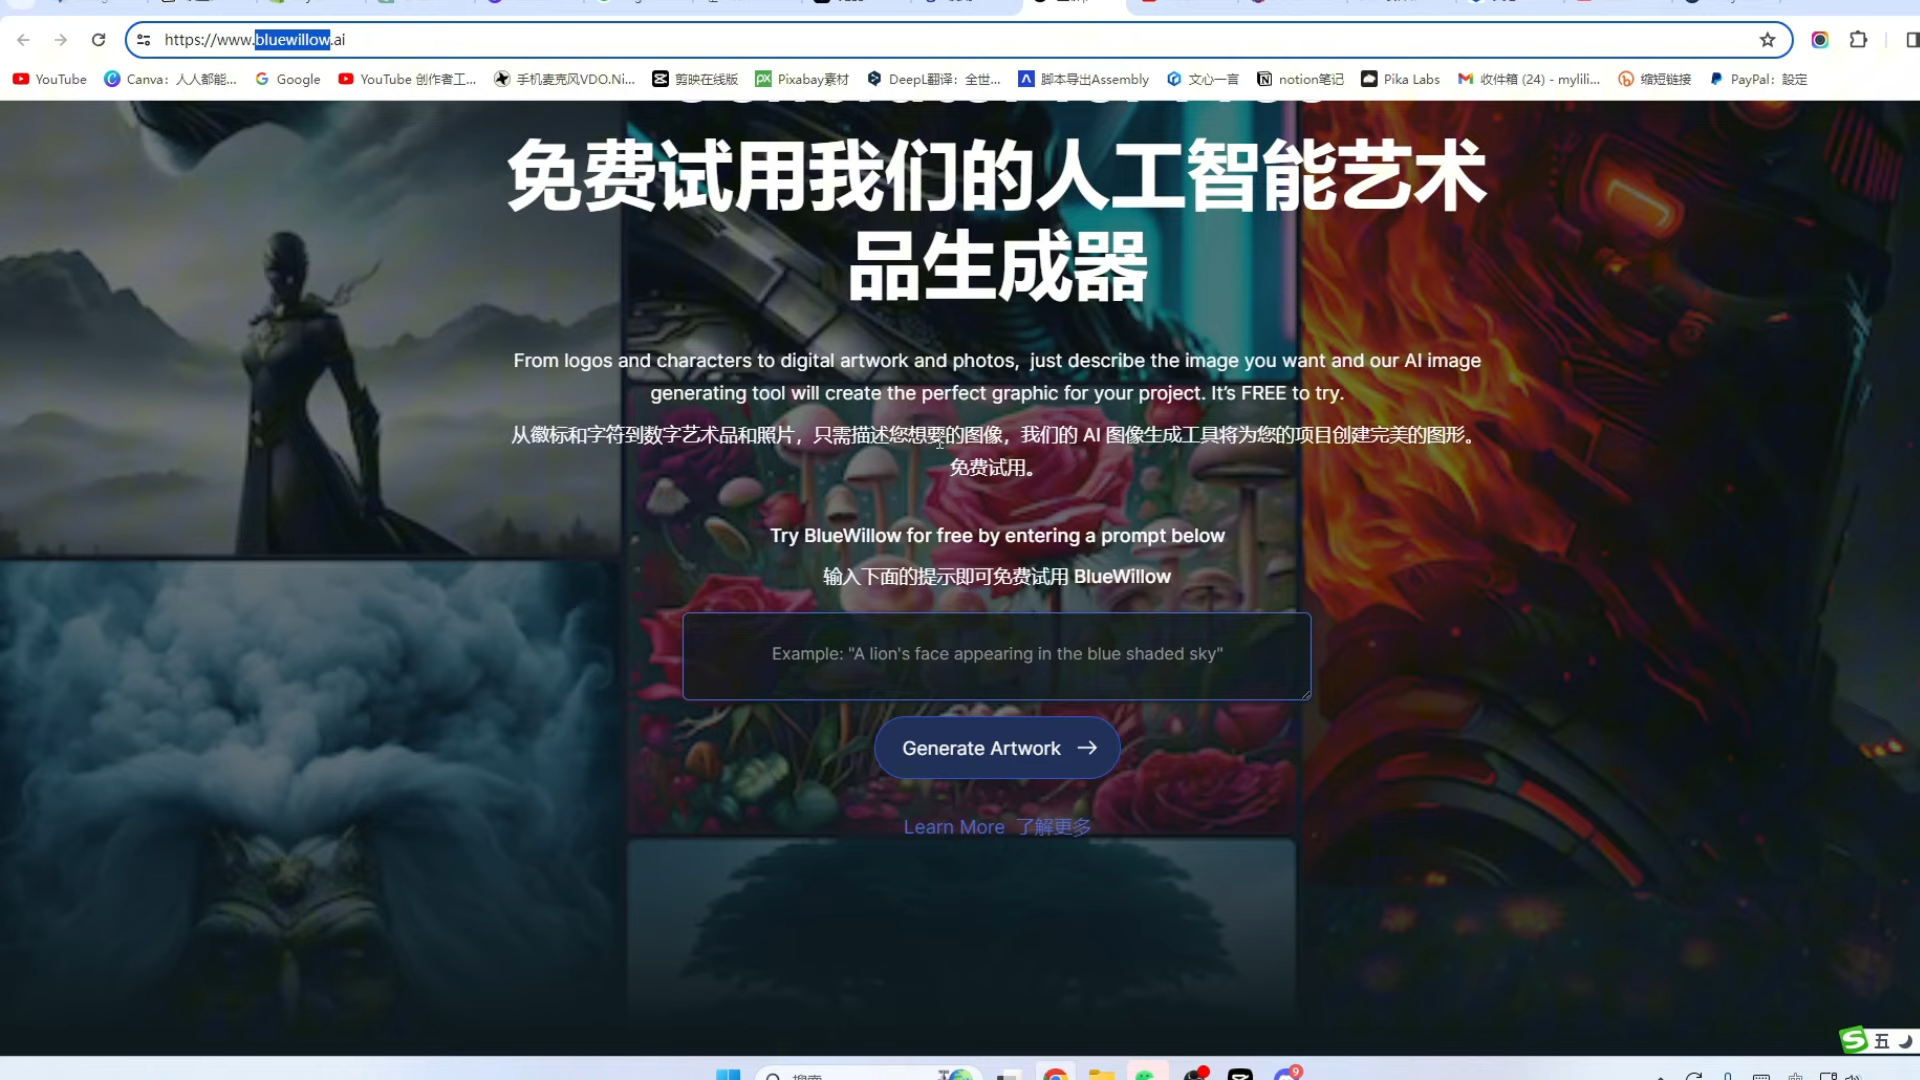 https://www.bluewillow.ai
YouTube Canva：人人都能... Google YouTube 创作者工... 手机麦克风VDO.Ni... 剪映在线版 Pixabay素材 DeepL翻译：全世... 脚本导出Assembly 文心一言 notion笔记 Pika Labs 收件箱 (24) - mylili... 缩短链接 PayPal：設定
免费试用我们的人工智能艺术
品生成器
From logos and characters to digital artwork and photos, just describe the image you want and our AI image
generating tool will create the perfect graphic for your project. It's FREE to try.
从徽标和字符到数字艺术品和照片，只需描述您想要的图像，我们的 AI 图像生成工具将为您的项目创建完美的图形。
免费试用。
Try BlueWillow for free by entering a prompt below
输入下面的提示即可免费试用 BlueWillow
Example: "A lion's face appearing in the blue shaded sky"
Generate Artwork →
Learn More 了解更多
五